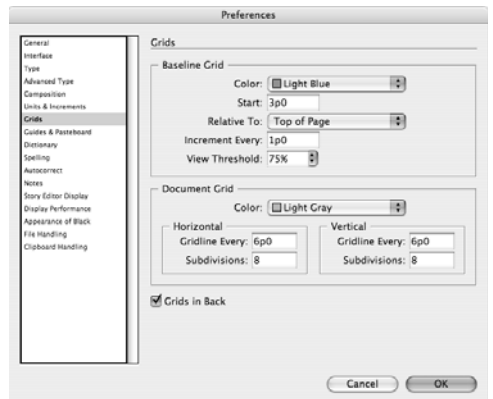 Preferences
General
Interface
Type
Advanced Type
Composition
Units & Increments
Grids
Guides & Pasteboard
Dictionary
Spelling
Autocorrect
Notes
Story Editor Display
Display Performance
Appearance of Black
File Handling
Clipboard Handling
Grids
Baseline Grid
Color: Light Blue
Start: 3p0
Relative To: Top of Page
Increment Every: 1p0
View Threshold: 75%
Document Grid
Color: Light Gray
Horizontal
Gridline Every: 6p0
Subdivisions: 8
Vertical
Gridline Every: 6p0
Subdivisions: 8
Grids in Back
Cancel OK